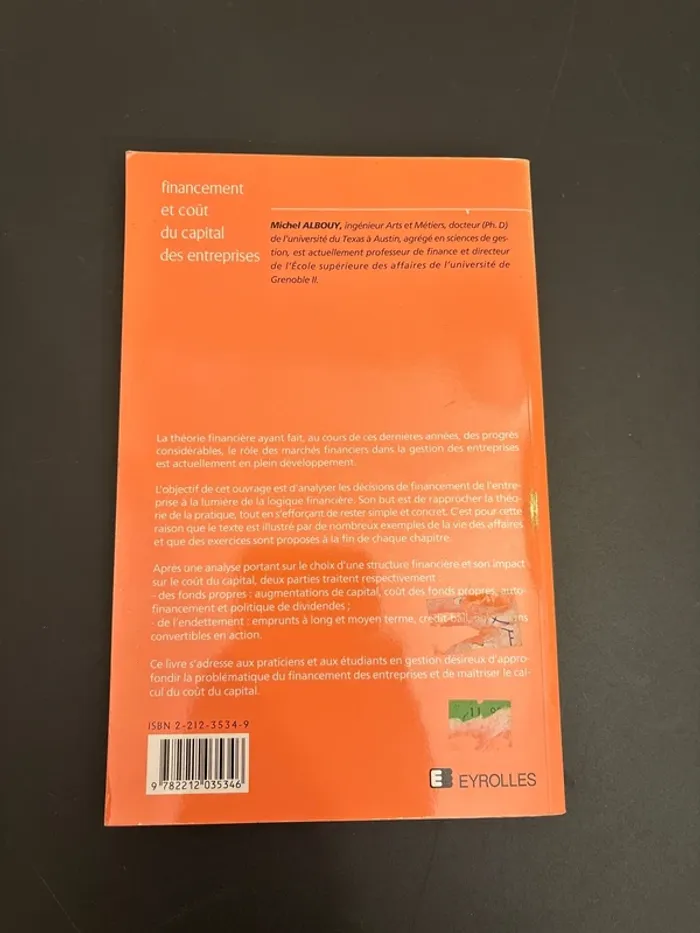 financement
et coût
du capital
des entreprises
Michel ALBOUY, ingénieur Arts et Métiers, docteur (Ph. D)
de l'université du Texas à Austin, agrégé en sciences de ges-
tion, est actuellement professeur de finance et directeur
de l'École supérieure des affaires de l'université de
Grenoble II.
La théorie financière ayant fait, au cours de ces dernières années, des progrès
considérables, le rôle des marchés financiers dans la gestion des entreprises
est actuellement en plein développement.
L'objectif de cet ouvrage est d'analyser les décisions de financement de l'entre-
prise à la lumière de la logique financière. Son but est de rapprocher la théo-
rie de la pratique, tout en s'efforçant de rester simple et concret. C'est pour cette
raison que le texte est illustré par de nombreux exemples de la vie des affaires
et que des exercices sont proposés à la fin de chaque chapitre.
Après une analyse portant sur le choix d'une structure financière et son impact
sur le coût du capital, deux parties traitent respectivement :
- des fonds propres : augmentations de capital, coût des fonds propres, auto-
financement et politique de dividendes ;
- de l'endettement : emprunts à long et moyen terme, crédit-bail
convertibles en action.
Ce livre s'adresse aux praticiens et aux étudiants en gestion désireux d'appro-
fondir la problématique du financement des entreprises et de maîtriser le cal-
cul du coût du capital.
ISBN 2-212-3534-9
9 782212 035346
EYROLLES